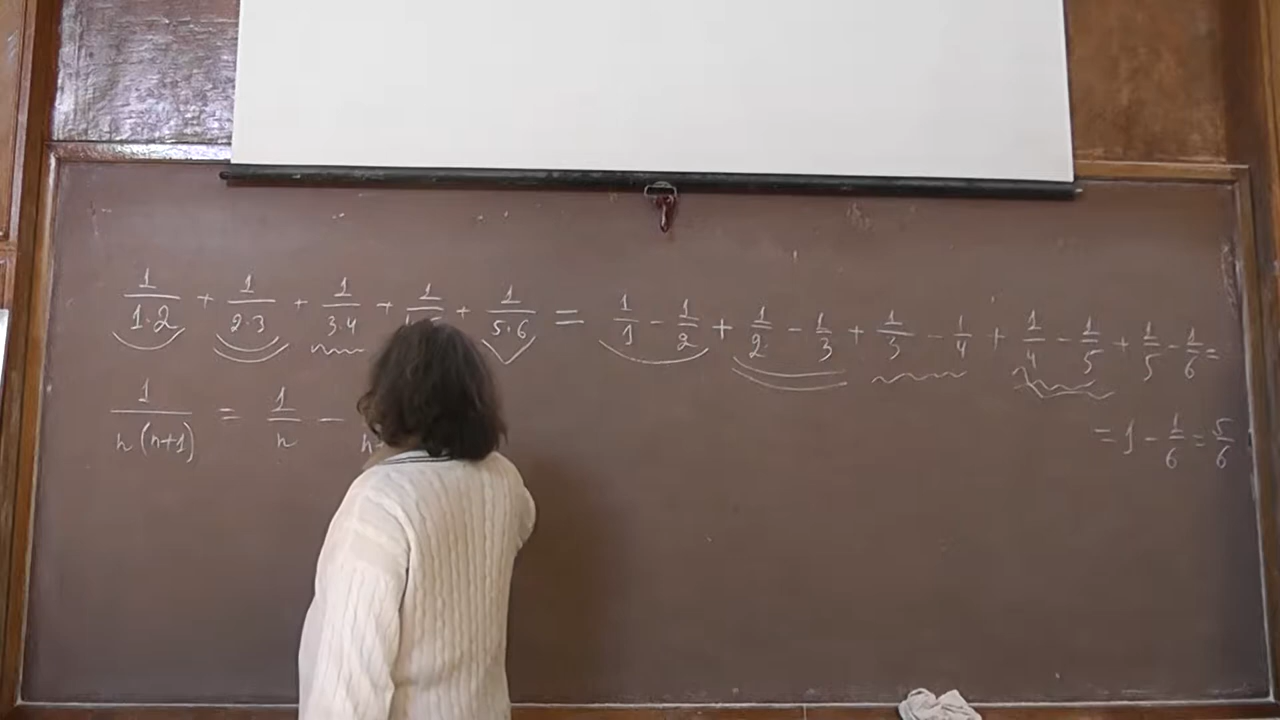 1/(1·2) + 1/(2·3) + 1/(3·4) + 1/ + 1/(5·6) = 1/1 - 1/2 + 1/2 - 1/3 + 1/3 - 1/4 + 1/4 - 1/5 + 1/5 - 1/6 =
= 1 - 1/6 = 5/6
1/(n(n+1)) = 1/n -